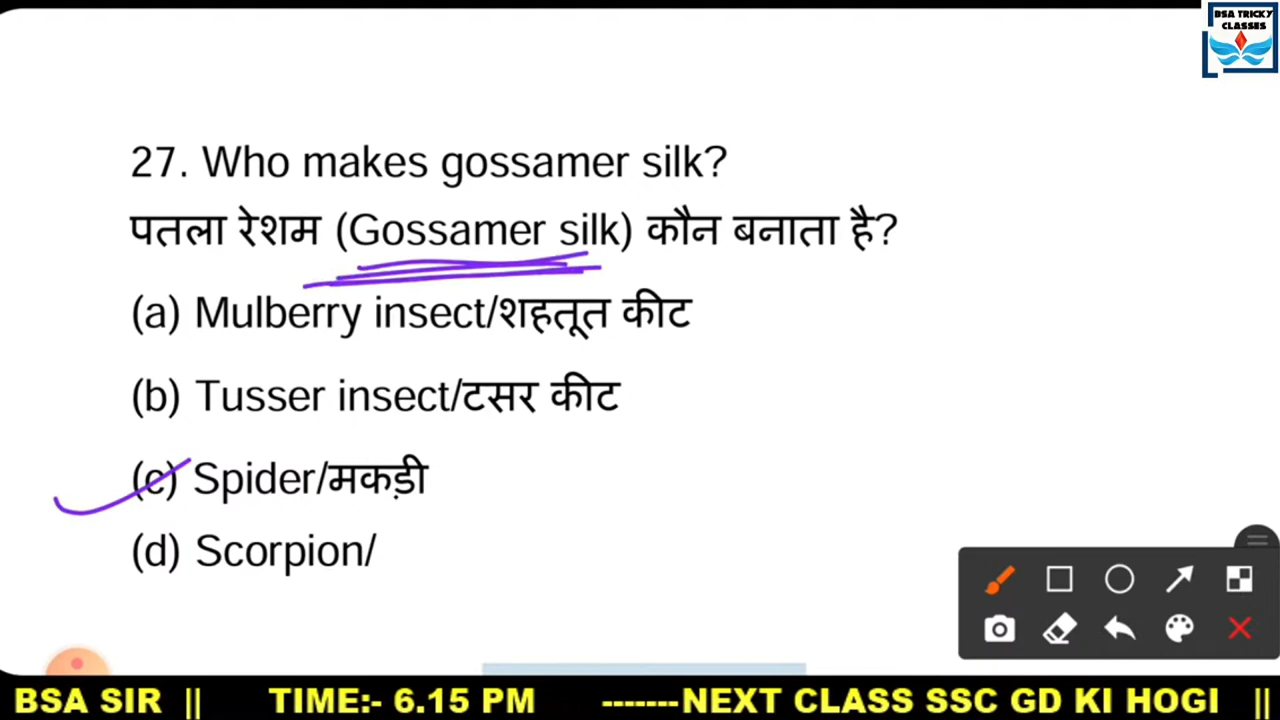 BSA TRICKY
CLASSES
27. Who makes gossamer silk?
पतला रेशम (Gossamer silk) कौन बनाता है?
(a) Mulberry insect/शहतूत कीट
(b) Tusser insect/टसर कीट
(c) Spider/मकड़ी
(d) Scorpion/
BSA SIR || TIME:- 6.15 PM -------NEXT CLASS SSC GD KI HOGI ||